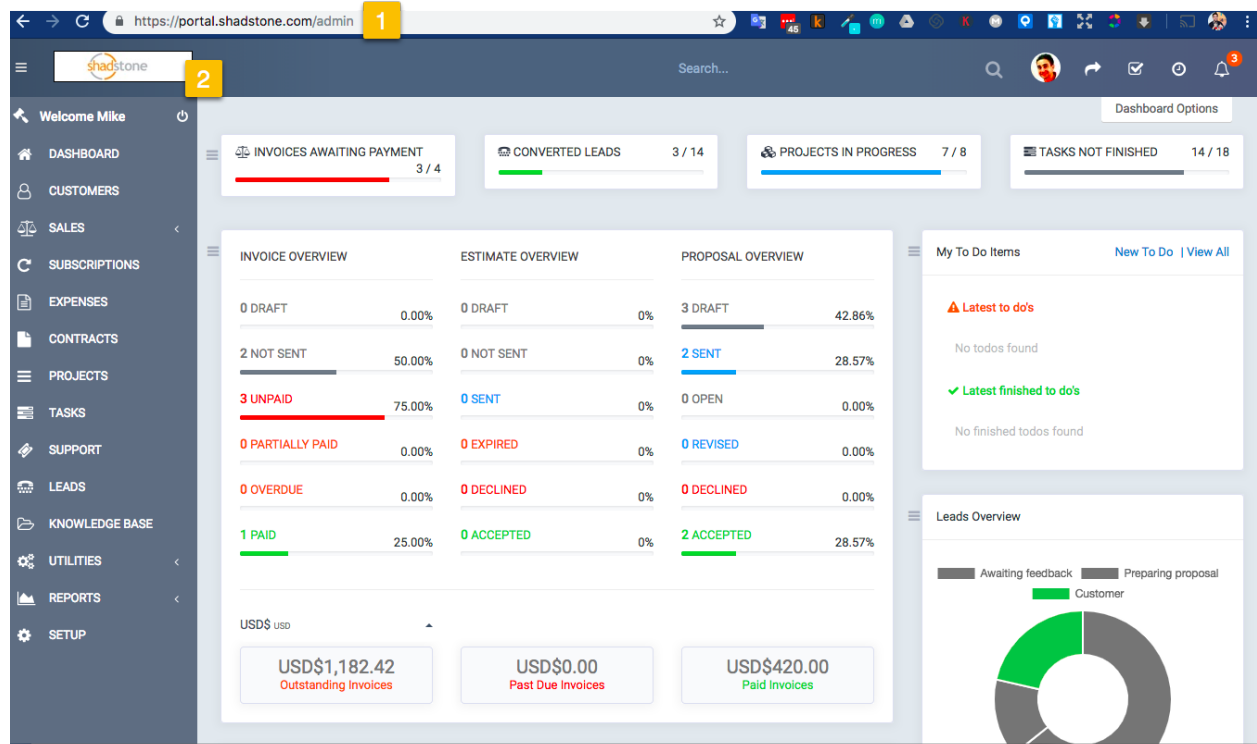 https://portal.shadstone.com/admin
1
45
shadstone
2
Search...
3
Welcome Mike
Dashboard Options
DASHBOARD
CUSTOMERS
SALES
SUBSCRIPTIONS
EXPENSES
CONTRACTS
PROJECTS
TASKS
SUPPORT
LEADS
KNOWLEDGE BASE
UTILITIES
REPORTS
SETUP
INVOICES AWAITING PAYMENT
3 / 4
CONVERTED LEADS 3 / 14
PROJECTS IN PROGRESS 7 / 8
TASKS NOT FINISHED 14 / 18
INVOICE OVERVIEW
0 DRAFT 0.00%
2 NOT SENT 50.00%
3 UNPAID 75.00%
0 PARTIALLY PAID 0.00%
0 OVERDUE 0.00%
1 PAID 25.00%
ESTIMATE OVERVIEW
0 DRAFT 0%
0 NOT SENT 0%
0 SENT 0%
0 EXPIRED 0%
0 DECLINED 0%
0 ACCEPTED 0%
PROPOSAL OVERVIEW
3 DRAFT 42.86%
2 SENT 28.57%
0 OPEN 0.00%
0 REVISED 0.00%
0 DECLINED 0.00%
2 ACCEPTED 28.57%
USD$ USD
USD$1,182.42
Outstanding Invoices
USD$0.00
Past Due Invoices
USD$420.00
Paid Invoices
My To Do Items New To Do | View All
Latest to do's
No todos found
Latest finished to do's
No finished todos found
Leads Overview
Awaiting feedback Preparing proposal
Customer